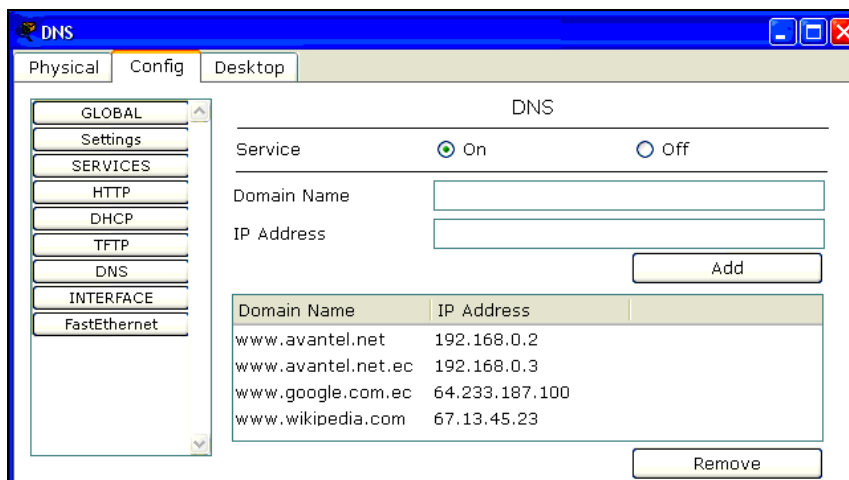 DNS
Physical Config Desktop
GLOBAL
Settings
SERVICES
HTTP
DHCP
TFTP
DNS
INTERFACE
FastEthernet
DNS
Service On Off
Domain Name
IP Address
Add
Domain Name IP Address
www.avantel.net 192.168.0.2
www.avantel.net.ec 192.168.0.3
www.google.com.ec 64.233.187.100
www.wikipedia.com 67.13.45.23
Remove